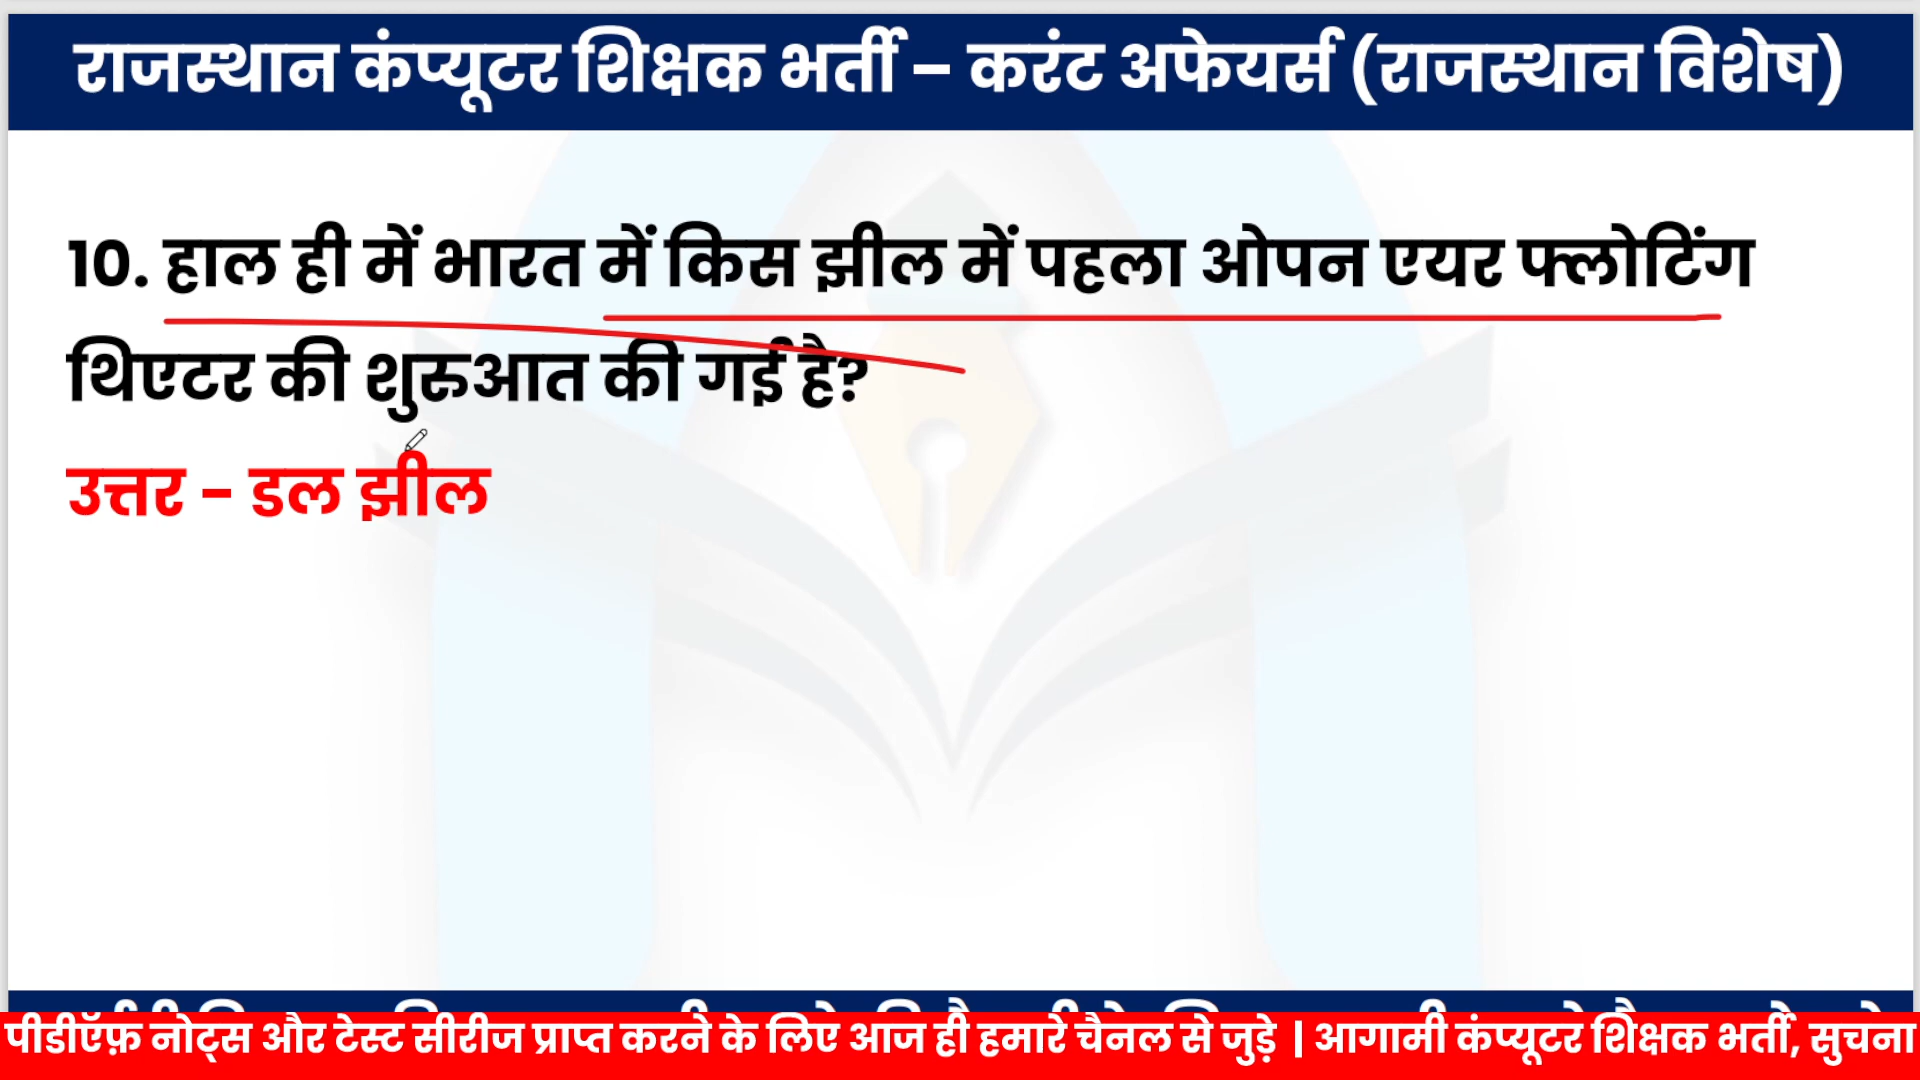 राजस्थान कंप्यूटर शिक्षक भर्ती – करंट अफेयर्स (राजस्थान विशेष)
10. हाल ही में भारत में किस झील में पहला ओपन एयर फ्लोटिंग
थिएटर की शुरुआत की गई है?
उत्तर - डल झील
पीडीऍफ़ नोट्स और टेस्ट सीरीज प्राप्त करने के लिए आज ही हमारे चैनल से जुड़े | आगामी कंप्यूटर शिक्षक भर्ती, सुचना